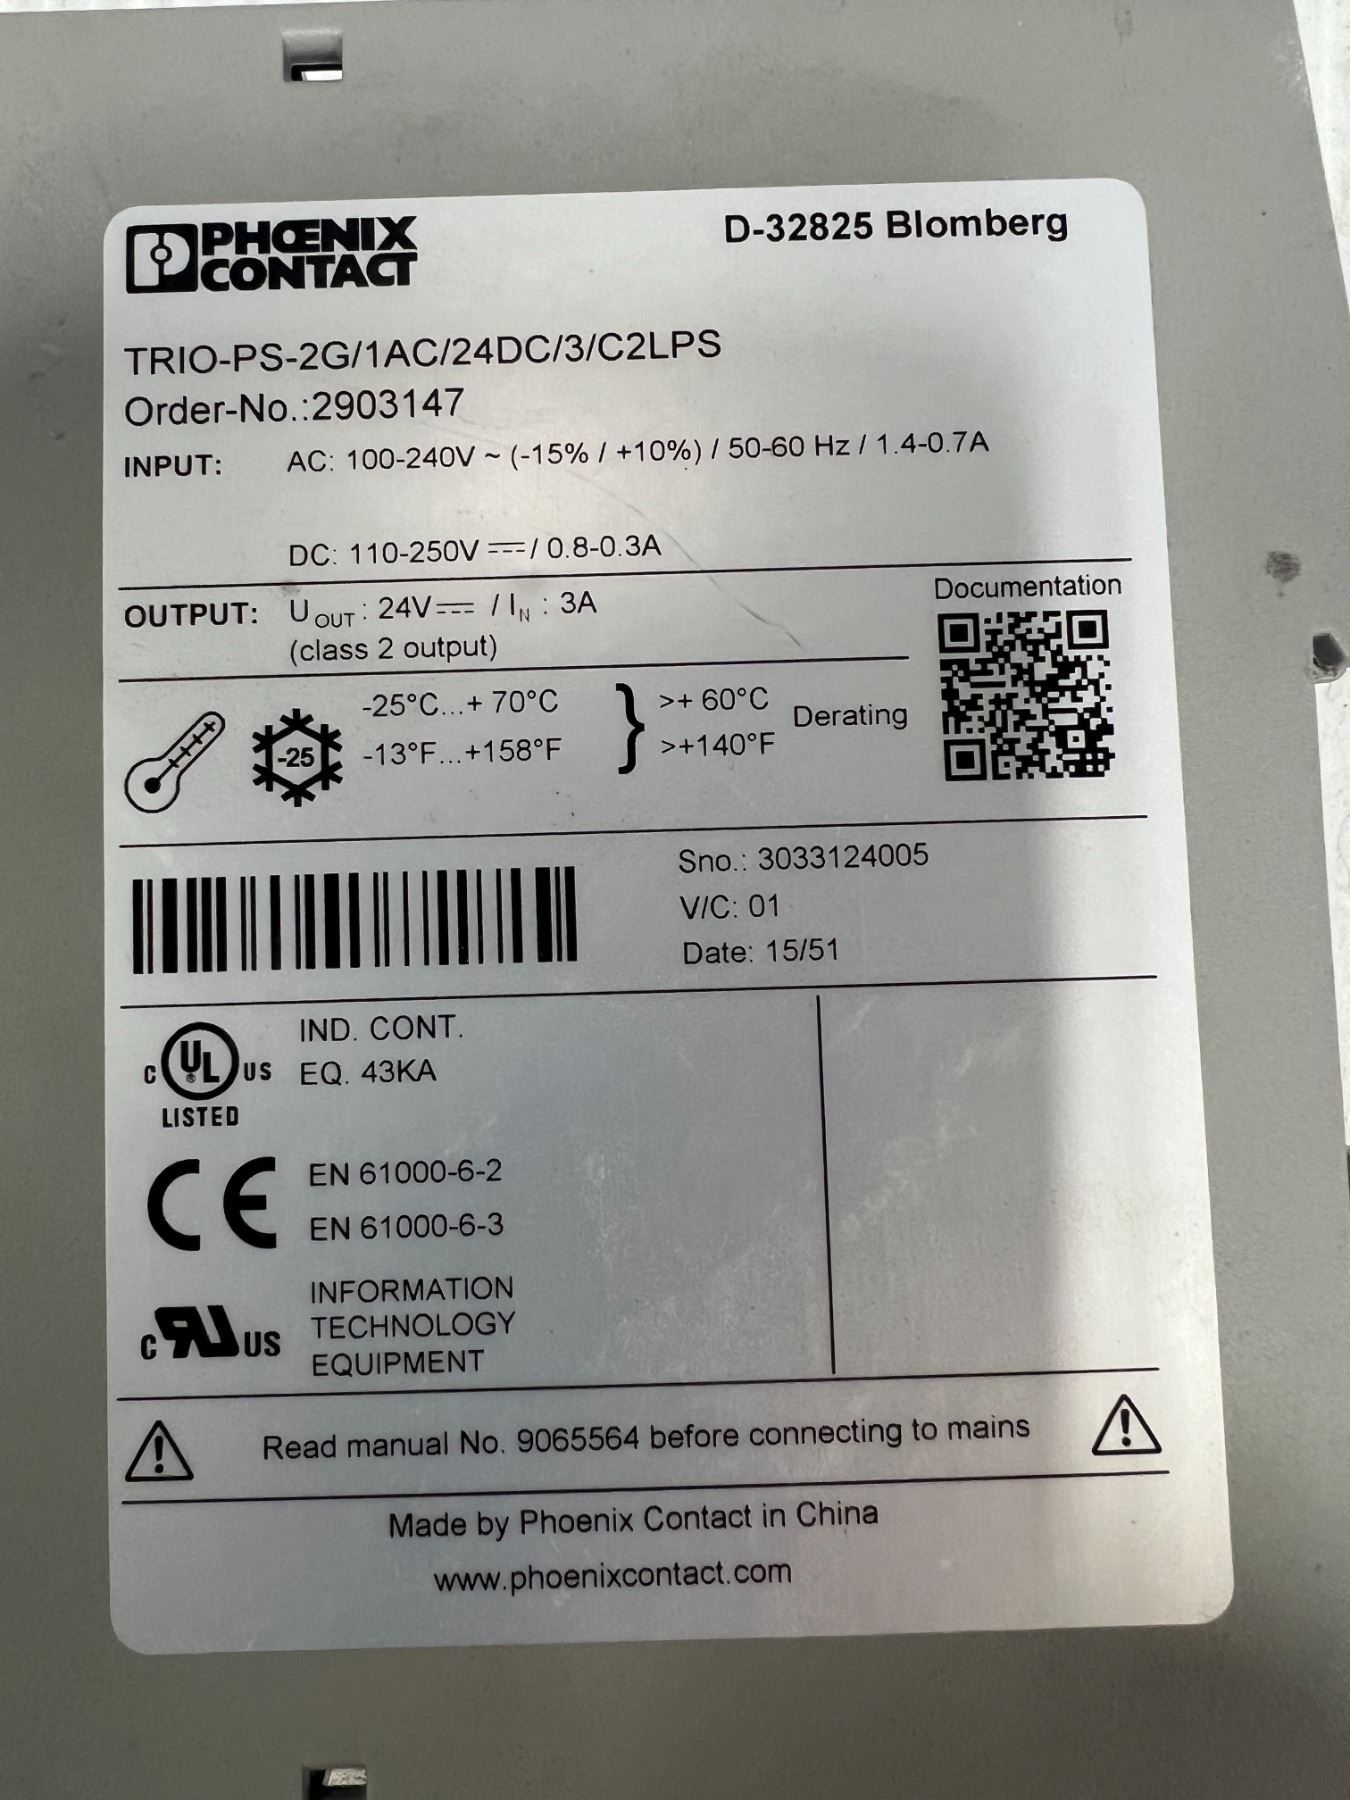 PHŒNIX
CONTACT
D-32825 Blomberg
TRIO-PS-2G/1AC/24DC/3/C2LPS
Order-No.:2903147
INPUT: AC: 100-240V ~ (-15% / +10%) / 50-60 Hz / 1.4-0.7A
DC: 110-250V ⎓ / 0.8-0.3A
OUTPUT: UOUT : 24V ⎓ / IN : 3A
(class 2 output)
Documentation
-25
-25°C...+ 70°C
-13°F...+158°F
>+ 60°C
>+140°F
Derating
Sno.: 3033124005
V/C: 01
Date: 15/51
C UL US
LISTED
IND. CONT.
EQ. 43KA
CE
EN 61000-6-2
EN 61000-6-3
C RU US
INFORMATION
TECHNOLOGY
EQUIPMENT
Read manual No. 9065564 before connecting to mains
Made by Phoenix Contact in China
www.phoenixcontact.com